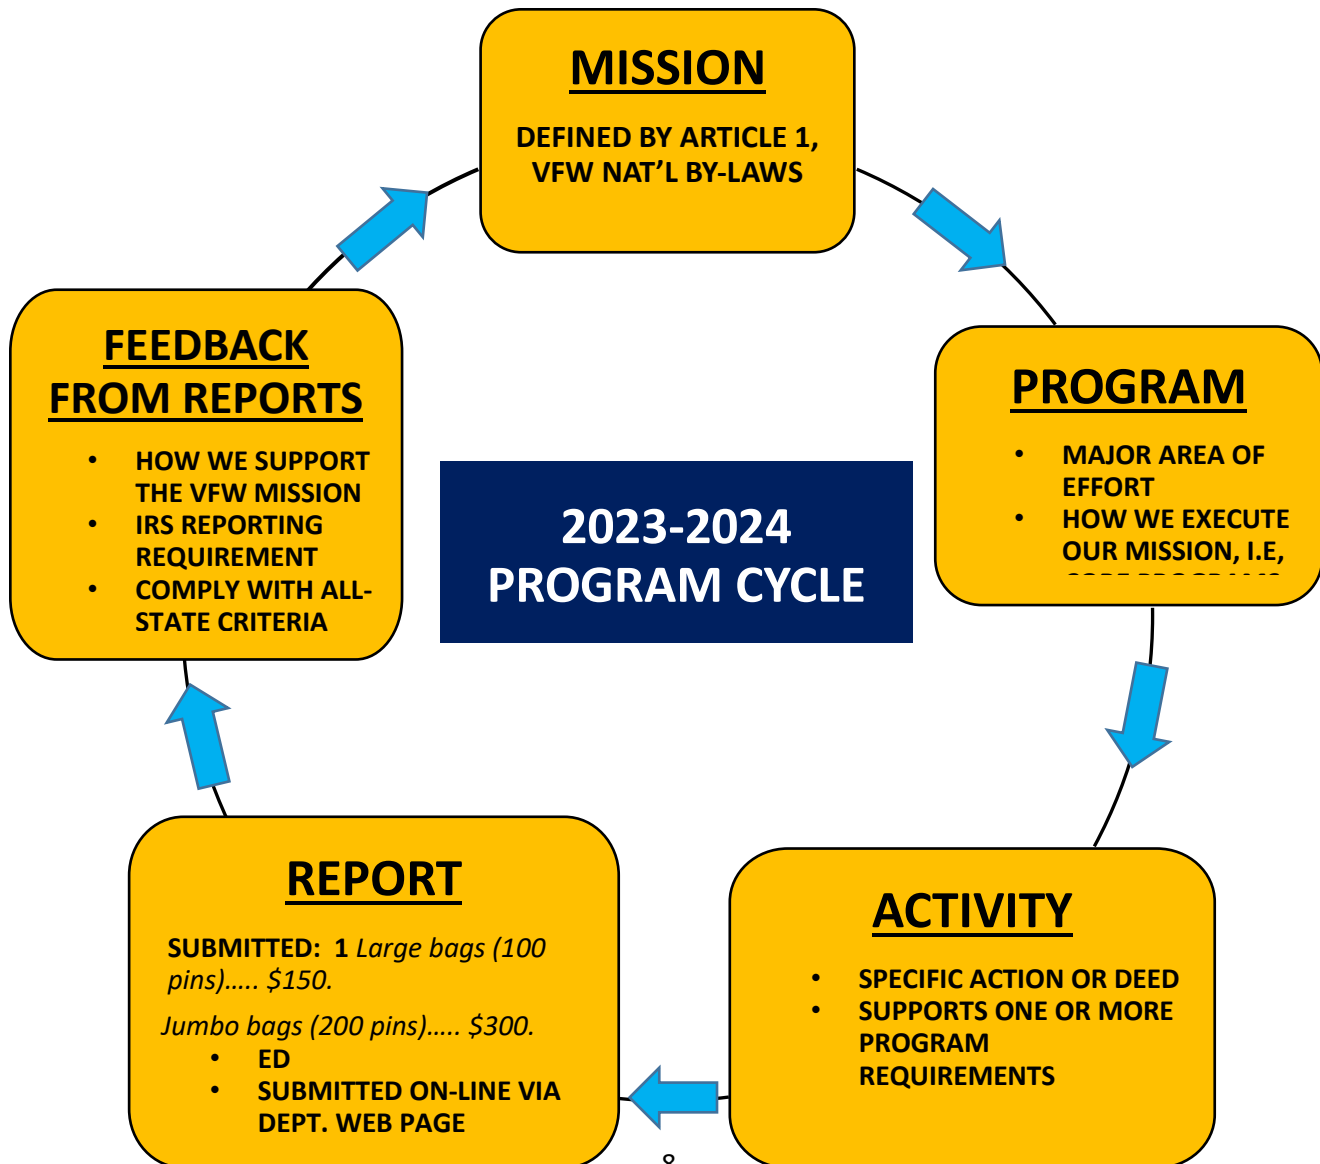 MISSION
DEFINED BY ARTICLE 1,
VFW NAT’L BY-LAWS
PROGRAM
• MAJOR AREA OF
EFFORT
• HOW WE EXECUTE
OUR MISSION, I.E,
ACTIVITY
• SPECIFIC ACTION OR DEED
• SUPPORTS ONE OR MORE
PROGRAM
REQUIREMENTS
REPORT
SUBMITTED: 1 Large bags (100
pins)..... $150.
Jumbo bags (200 pins)..... $300.
• ED
• SUBMITTED ON-LINE VIA
DEPT. WEB PAGE
FEEDBACK
FROM REPORTS
• HOW WE SUPPORT
THE VFW MISSION
• IRS REPORTING
REQUIREMENT
• COMPLY WITH ALL-
STATE CRITERIA
2023-2024
PROGRAM CYCLE